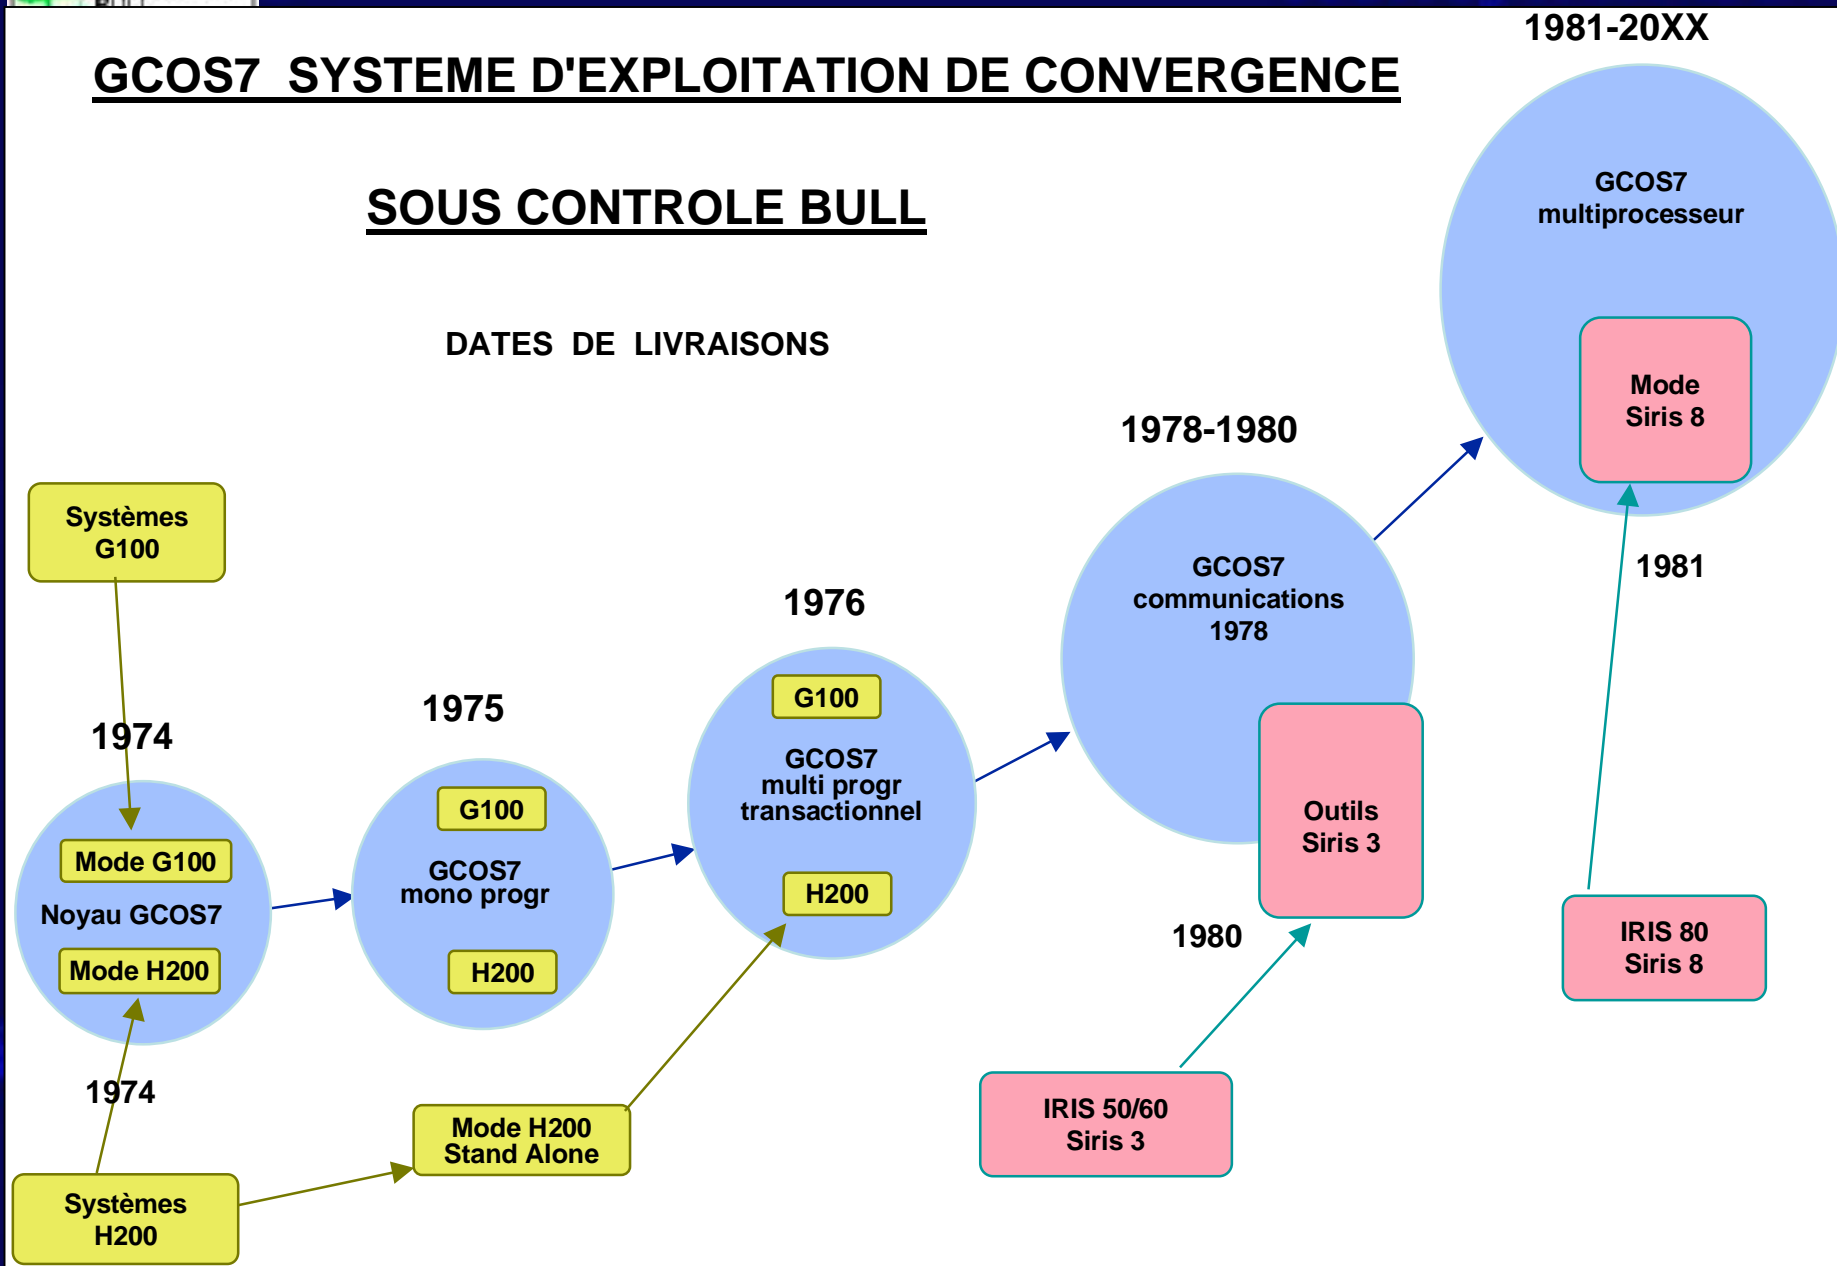 BULL
1981-20XX
GCOS7 SYSTEME D'EXPLOITATION DE CONVERGENCE
SOUS CONTROLE BULL
DATES DE LIVRAISONS
GCOS7
multiprocesseur
Mode
Siris 8
1978-1980
GCOS7
communications
1978
Outils
Siris 3
1981
IRIS 80
Siris 8
1980
IRIS 50/60
Siris 3
1976
G100
GCOS7
multi progr
transactionnel
H200
1975
G100
GCOS7
mono progr
H200
Systèmes
G100
1974
Mode G100
Noyau GCOS7
Mode H200
1974
Mode H200
Stand Alone
Systèmes
H200